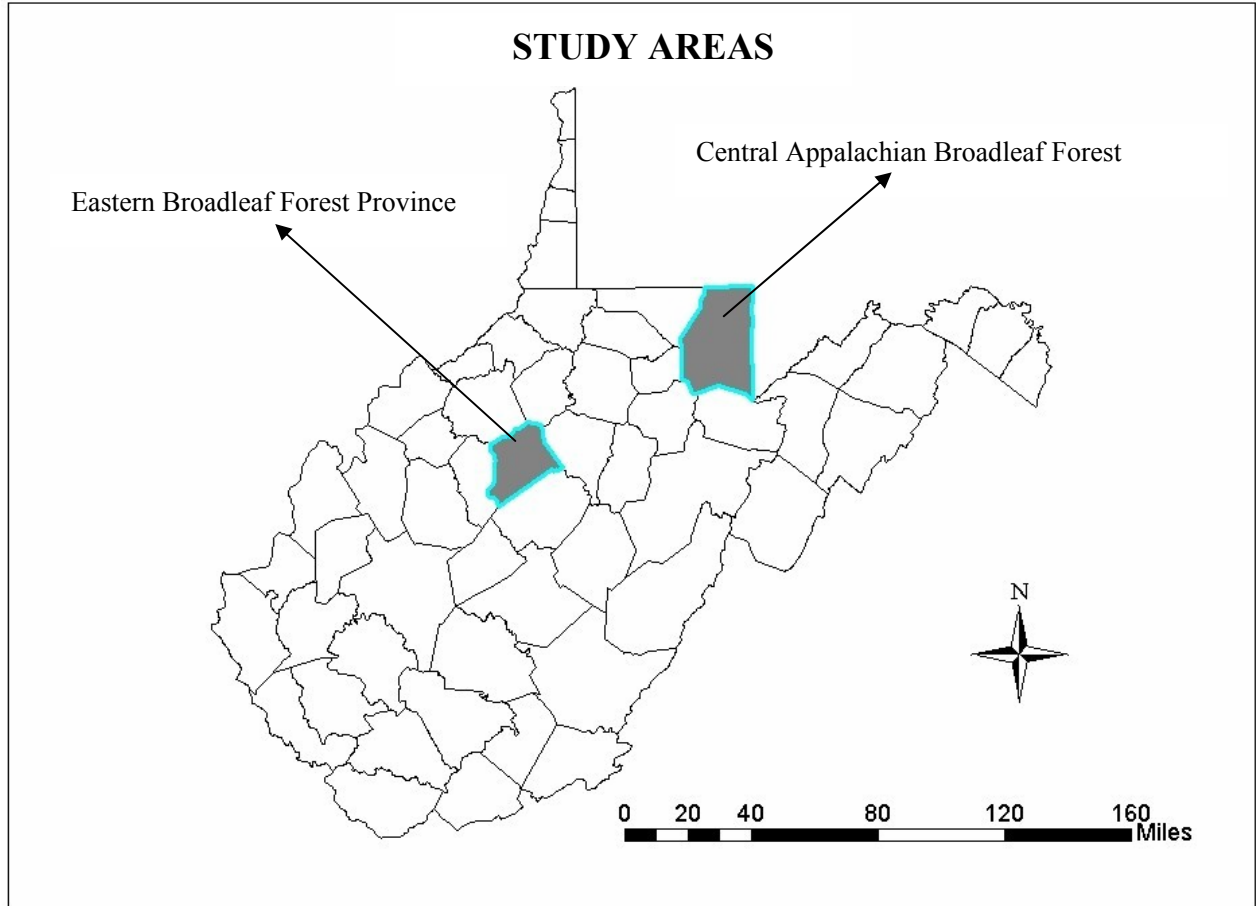 STUDY AREAS
Central Appalachian Broadleaf Forest
Eastern Broadleaf Forest Province
N
0 20 40 80 120 160
Miles